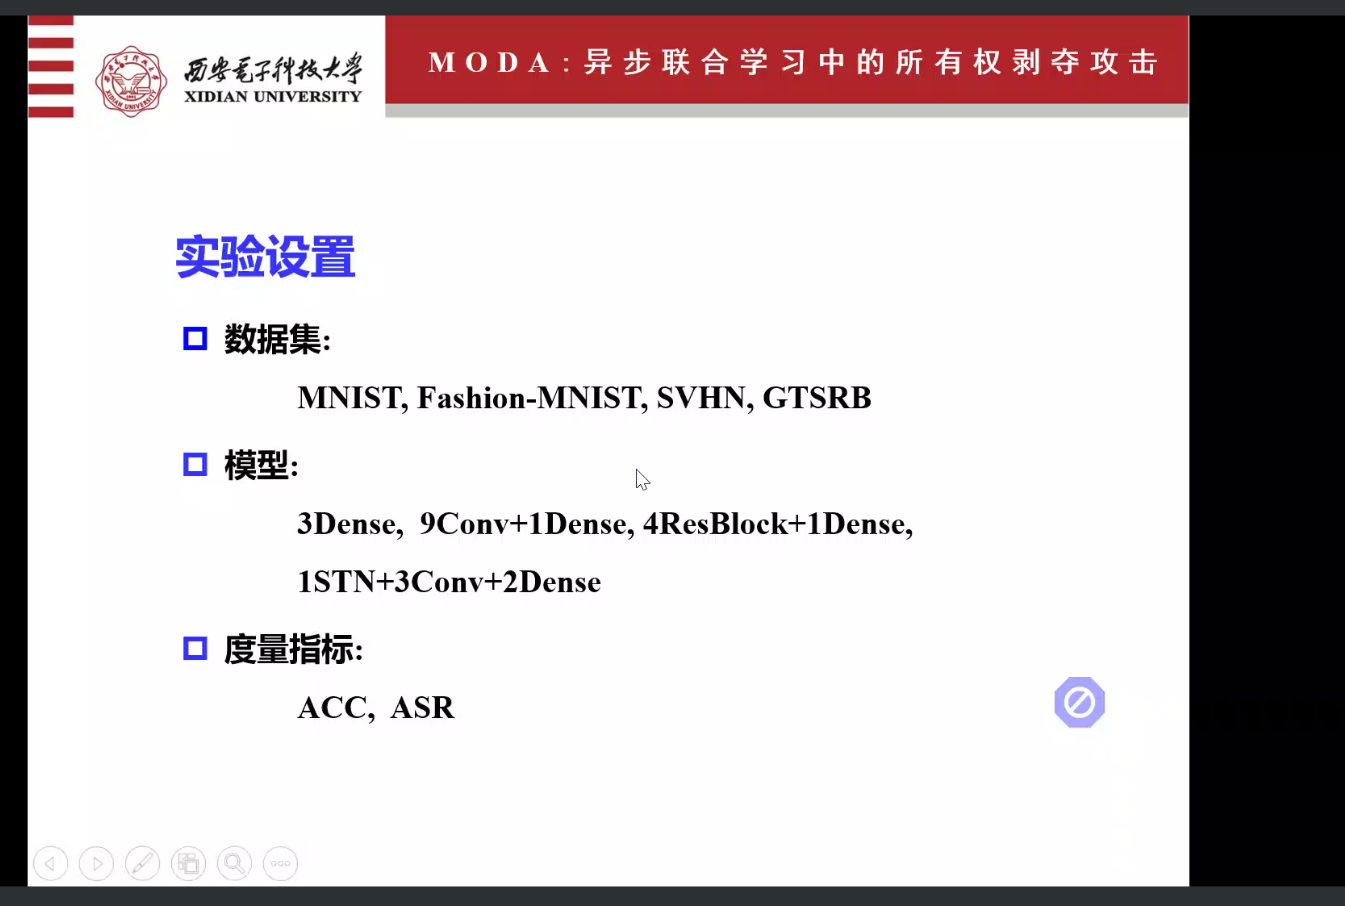 西安电子科技大学
XIDIAN UNIVERSITY
MODA:异步联合学习中的所有权剥夺攻击
实验设置
数据集:
MNIST, Fashion-MNIST, SVHN, GTSRB
模型:
3Dense, 9Conv+1Dense, 4ResBlock+1Dense,
1STN+3Conv+2Dense
度量指标:
ACC, ASR